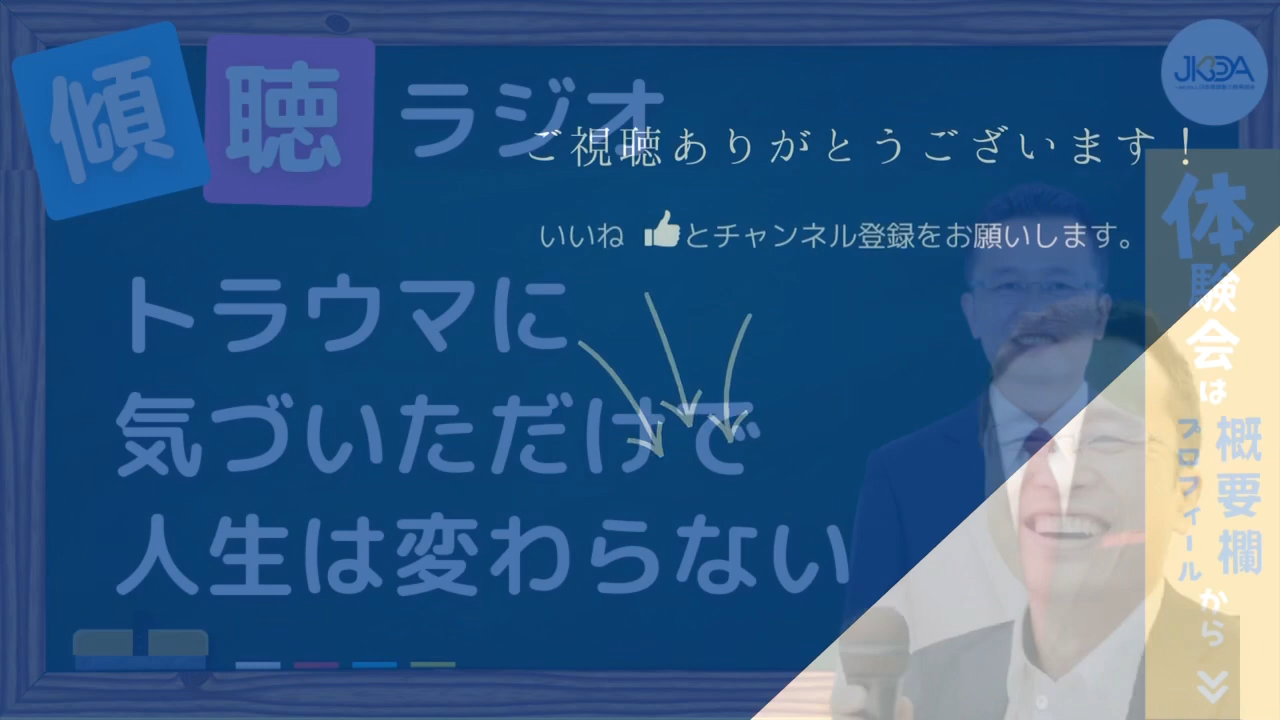 傾聴ラジオ
JKDA
ご視聴ありがとうございます！
いいね 👍とチャンネル登録をお願いします。
トラウマに
気づいただけで
人生は変わらない
体験会は
概要欄
プロフィール
から